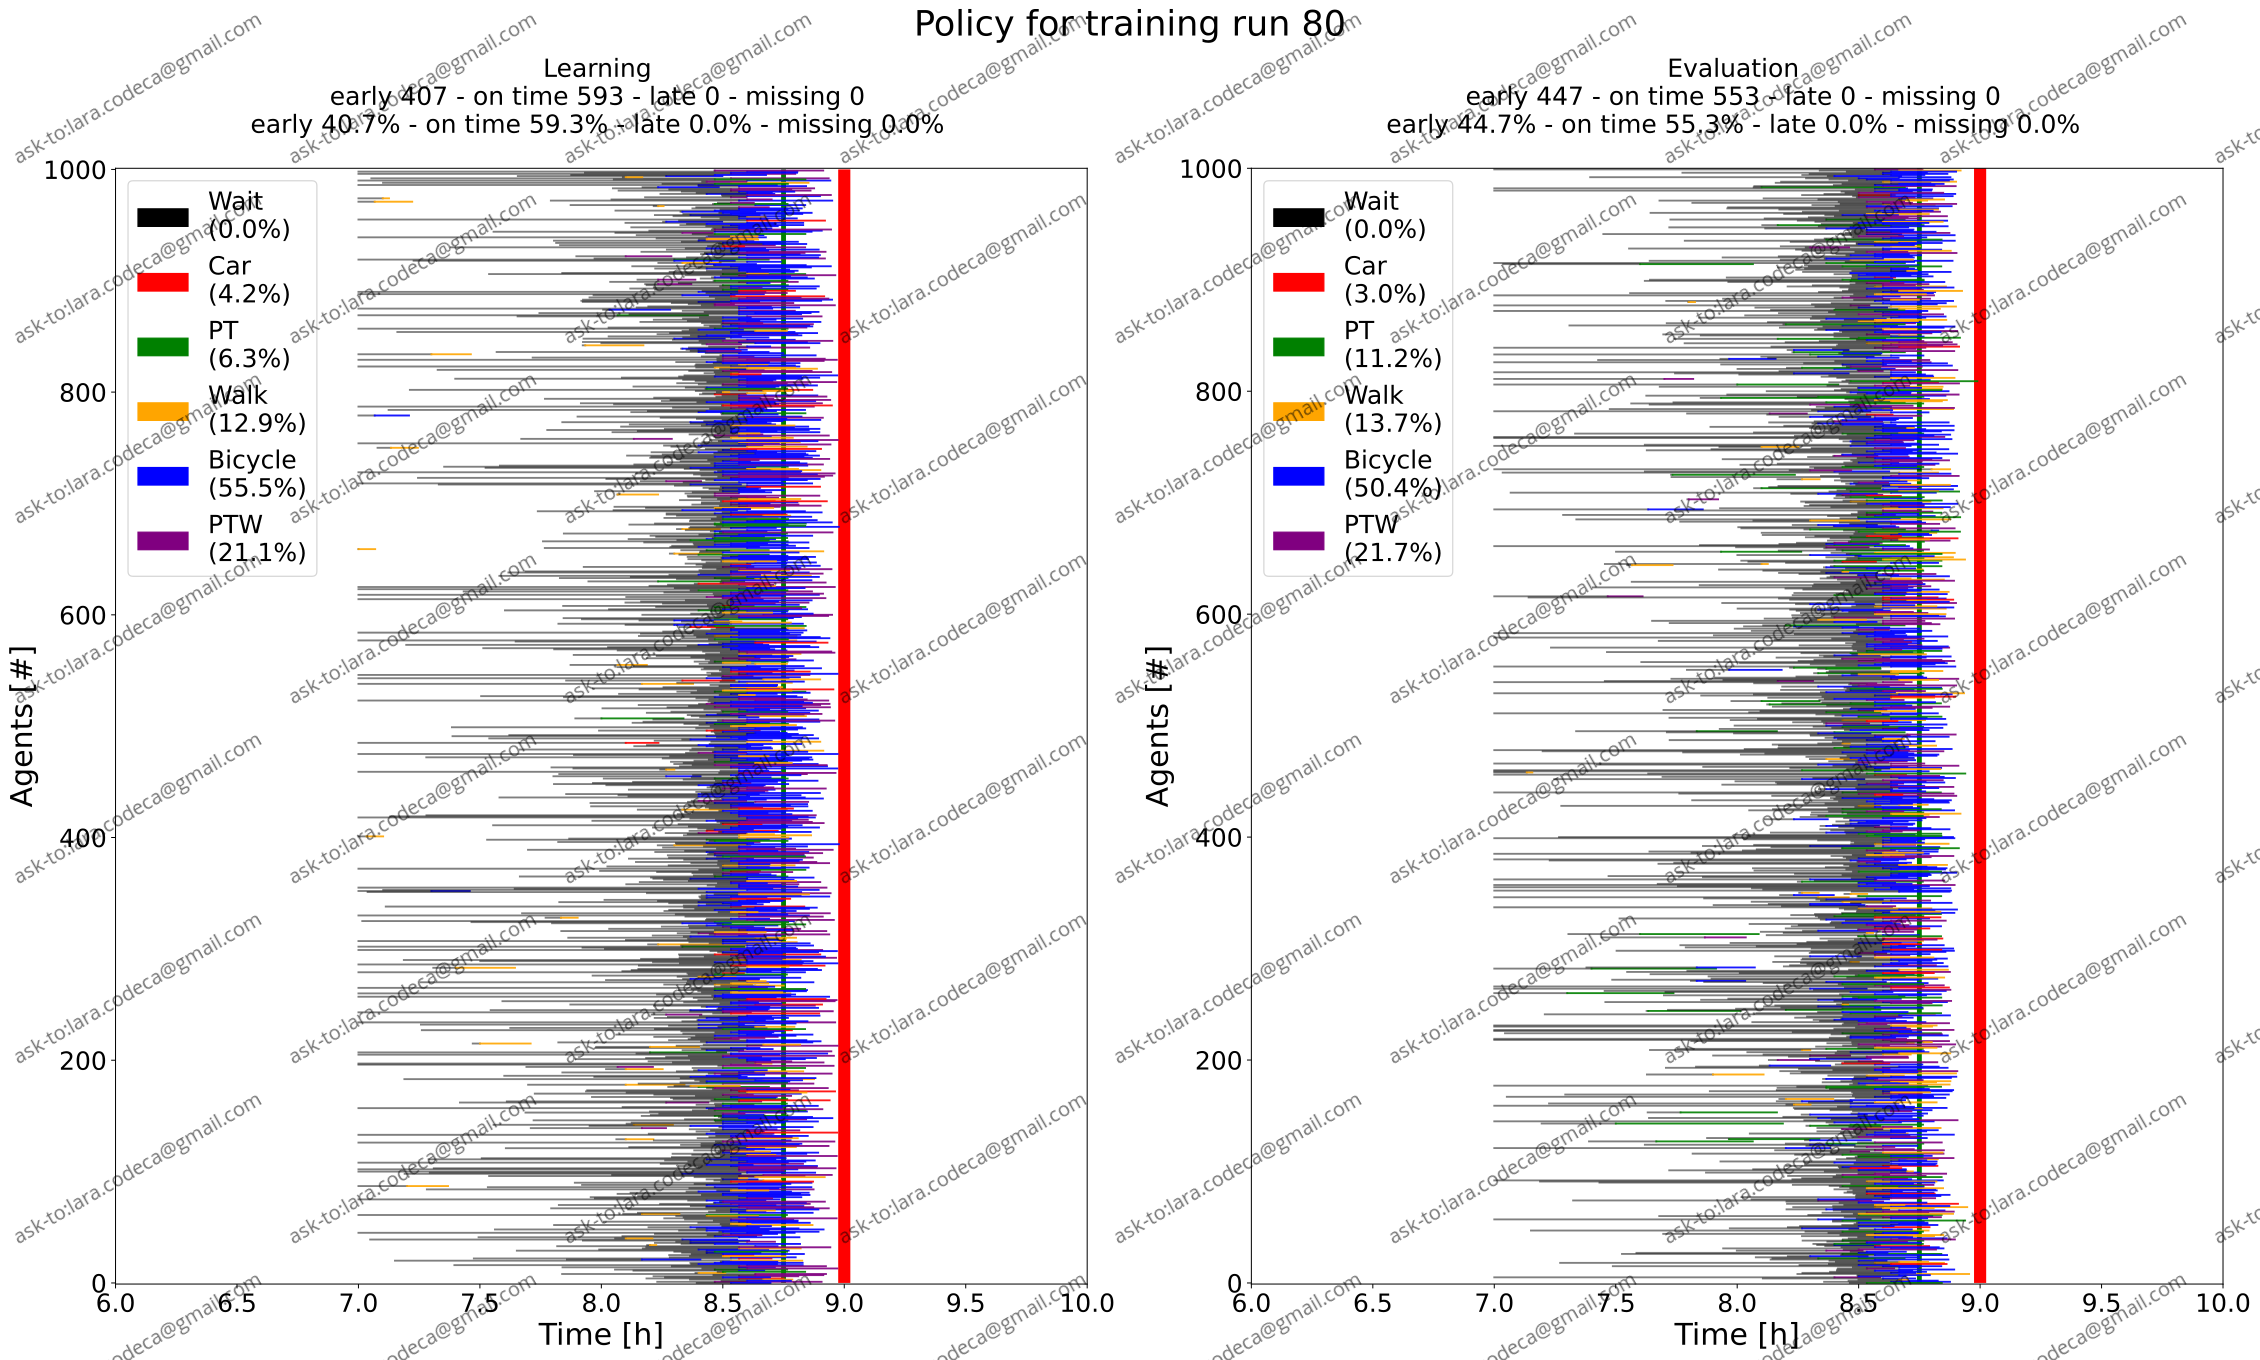 Policy for training run 80
Learning
early 407 - on time 593 - late 0 - missing 0
early 40.7% - on time 59.3% - late 0.0% - missing 0.0%
Wait
(0.0%)
Car
(4.2%)
PT
(6.3%)
Walk
(12.9%)
Bicycle
(55.5%)
PTW
(21.1%)
Agents [#]
1000
800
600
400
200
0
6.0 6.5 7.0 7.5 8.0 8.5 9.0 9.5 10.0
Time [h]
Evaluation
early 447 - on time 553 - late 0 - missing 0
early 44.7% - on time 55.3% - late 0.0% - missing 0.0%
Wait
(0.0%)
Car
(3.0%)
PT
(11.2%)
Walk
(13.7%)
Bicycle
(50.4%)
PTW
(21.7%)
Agents [#]
1000
800
600
400
200
0
6.0 6.5 7.0 7.5 8.0 8.5 9.0 9.5 10.0
Time [h]
ask-to:lara.codeca@gmail.com